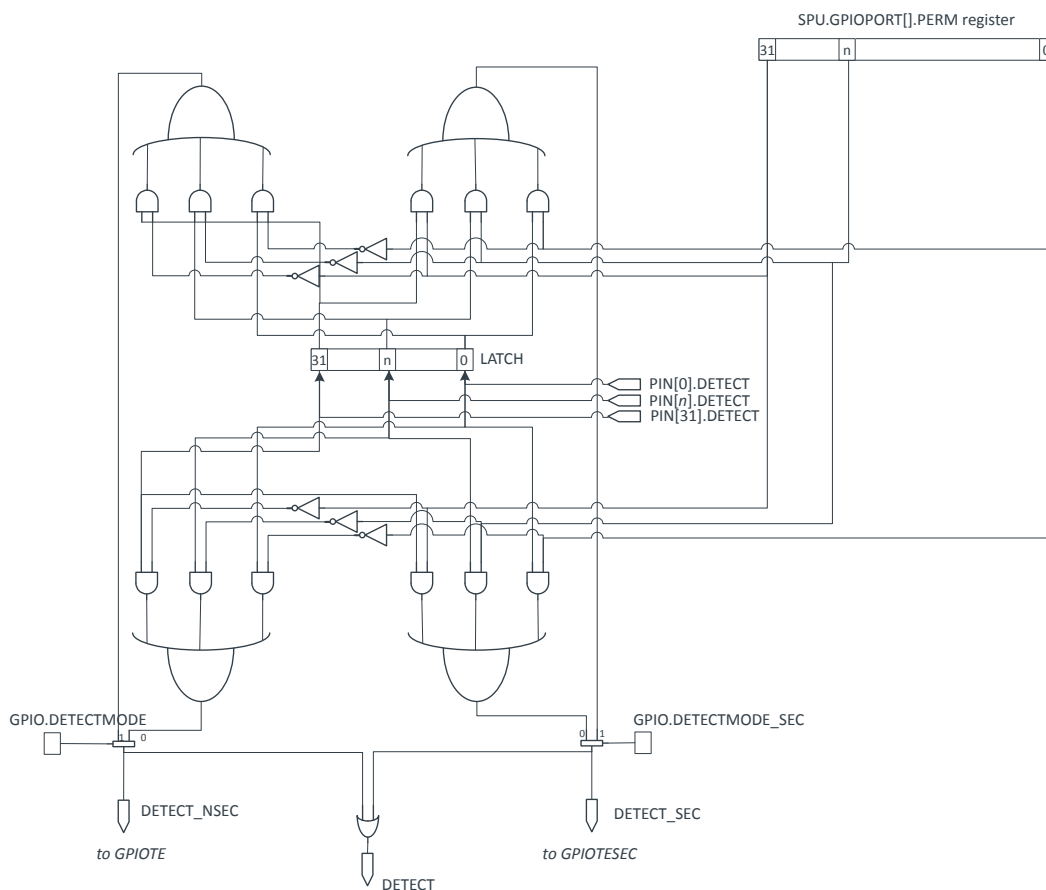 SPU.GPIOPORT[].PERM register
31
n
0
31
n
0
LATCH
PIN[0].DETECT
PIN[n].DETECT
PIN[31].DETECT
GPIO.DETECTMODE
1 0
0 1
GPIO.DETECTMODE_SEC
DETECT_NSEC
DETECT_SEC
to GPIOTE
to GPIOTESEC
DETECT